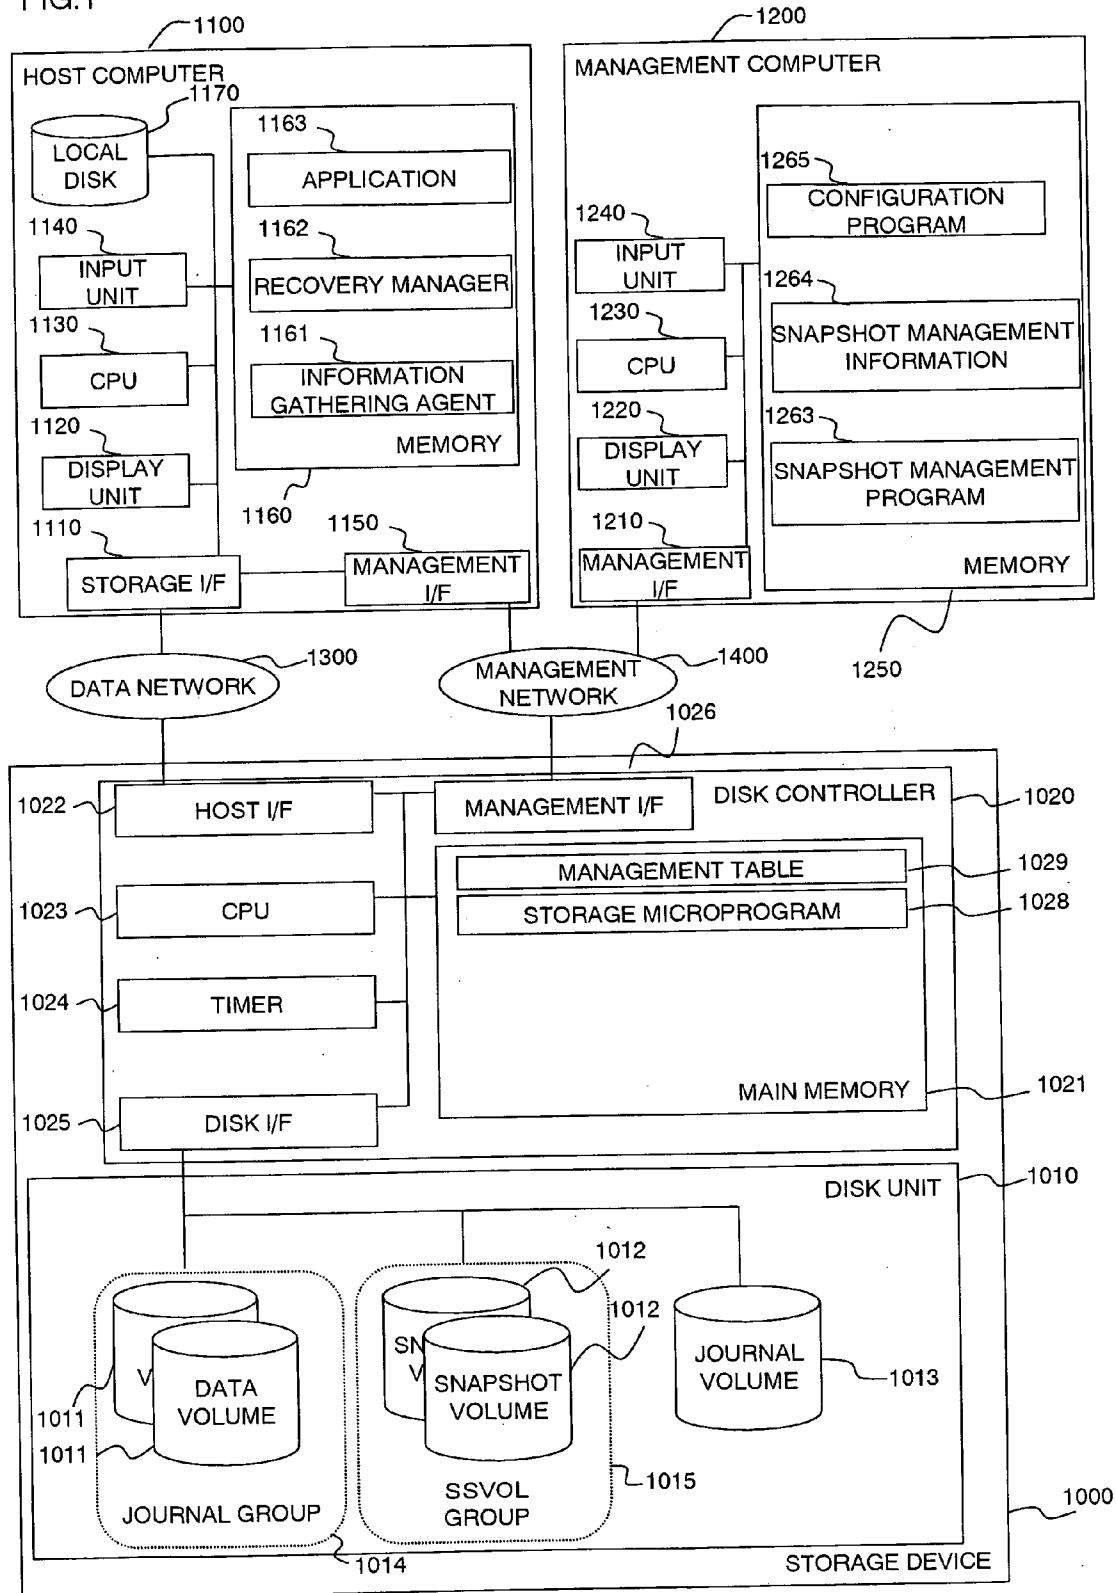 FIG.1
1100
HOST COMPUTER
1170
LOCAL
DISK
1163
APPLICATION
1140
INPUT
UNIT
1162
RECOVERY MANAGER
1130
CPU
1161
INFORMATION
GATHERING AGENT
1120
DISPLAY
UNIT
MEMORY
1160
1110
STORAGE I/F
1150
MANAGEMENT
I/F
1200
MANAGEMENT COMPUTER
1265
CONFIGURATION
PROGRAM
1240
INPUT
UNIT
1264
SNAPSHOT MANAGEMENT
INFORMATION
1230
CPU
1263
SNAPSHOT MANAGEMENT
PROGRAM
1220
DISPLAY
UNIT
1210
MANAGEMENT
I/F
MEMORY
1250
1300
DATA NETWORK
1400
MANAGEMENT
NETWORK
1026
1022
HOST I/F
MANAGEMENT I/F
DISK CONTROLLER
1020
MANAGEMENT TABLE
1029
1023
CPU
STORAGE MICROPROGRAM
1028
1024
TIMER
MAIN MEMORY
1021
1025
DISK I/F
DISK UNIT
1010
1012
1012
SN
V
V
DATA
VOLUME
SNAPSHOT
VOLUME
JOURNAL
VOLUME
1013
1011
1011
JOURNAL GROUP
1014
SSVOL
GROUP
1015
1000
STORAGE DEVICE